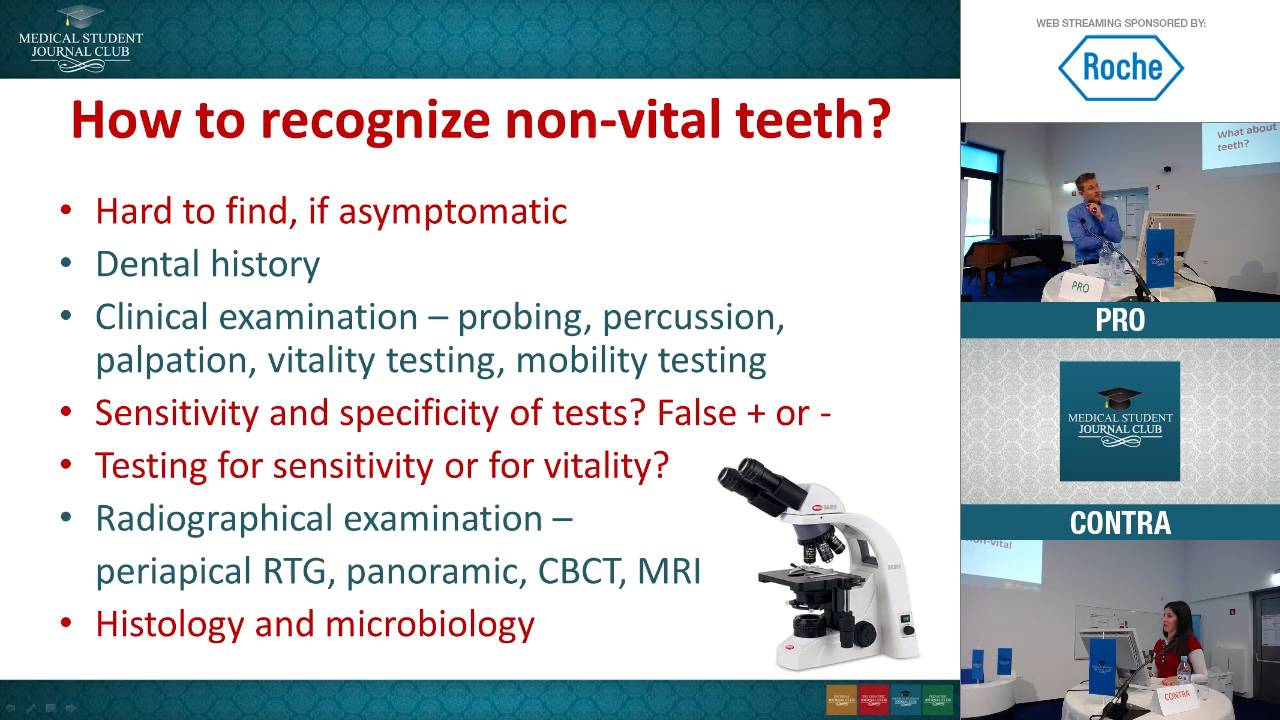 MEDICAL STUDENT
JOURNAL CLUB
How to recognize non-vital teeth?
• Hard to find, if asymptomatic
• Dental history
• Clinical examination – probing, percussion,
palpation, vitality testing, mobility testing
• Sensitivity and specificity of tests? False + or -
• Testing for sensitivity or for vitality?
• Radiographical examination –
periapical RTG, panoramic, CBCT, MRI
• Histology and microbiology
WEB STREAMING SPONSORED BY:
Roche
What about
teeth?
PRO
PRO
MEDICAL STUDENT
JOURNAL CLUB
CONTRA
non-vital
CONTRA